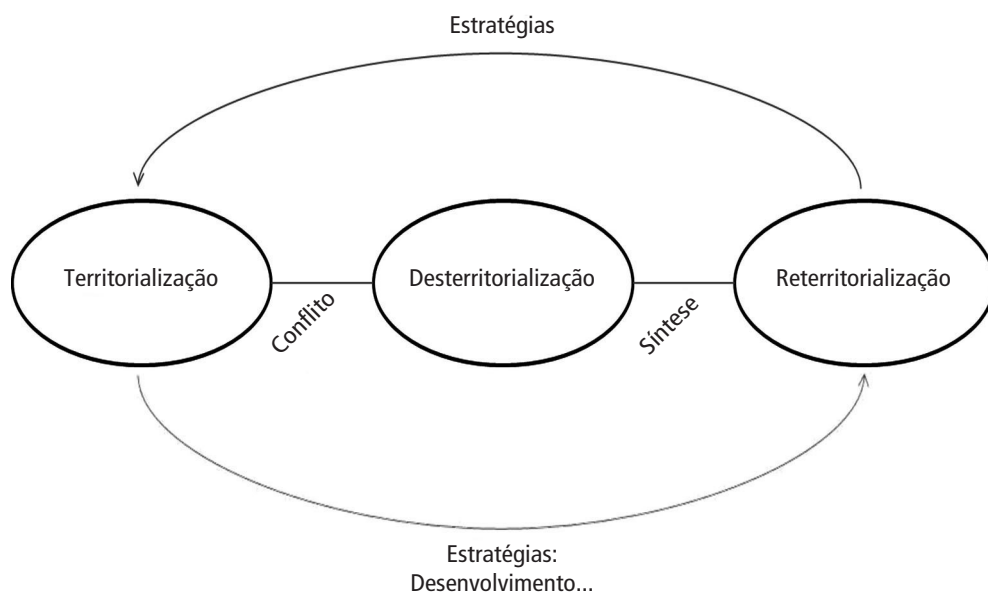 Estratégias
Territorialização
Conflito
Desterritorialização
Síntese
Reterritorialização
Estratégias:
Desenvolvimento...